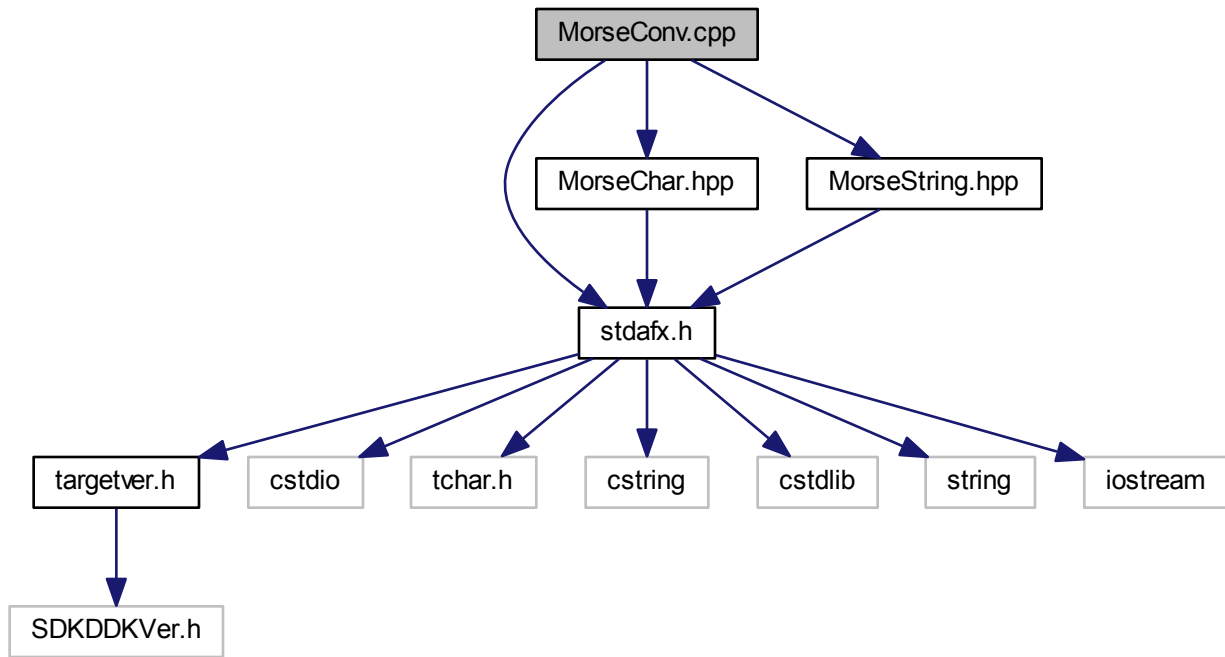 MorseConv.cpp
MorseChar.hpp
MorseString.hpp
stdafx.h
targetver.h
cstdio
tchar.h
cstring
cstdlib
string
iostream
SDKDDKVer.h